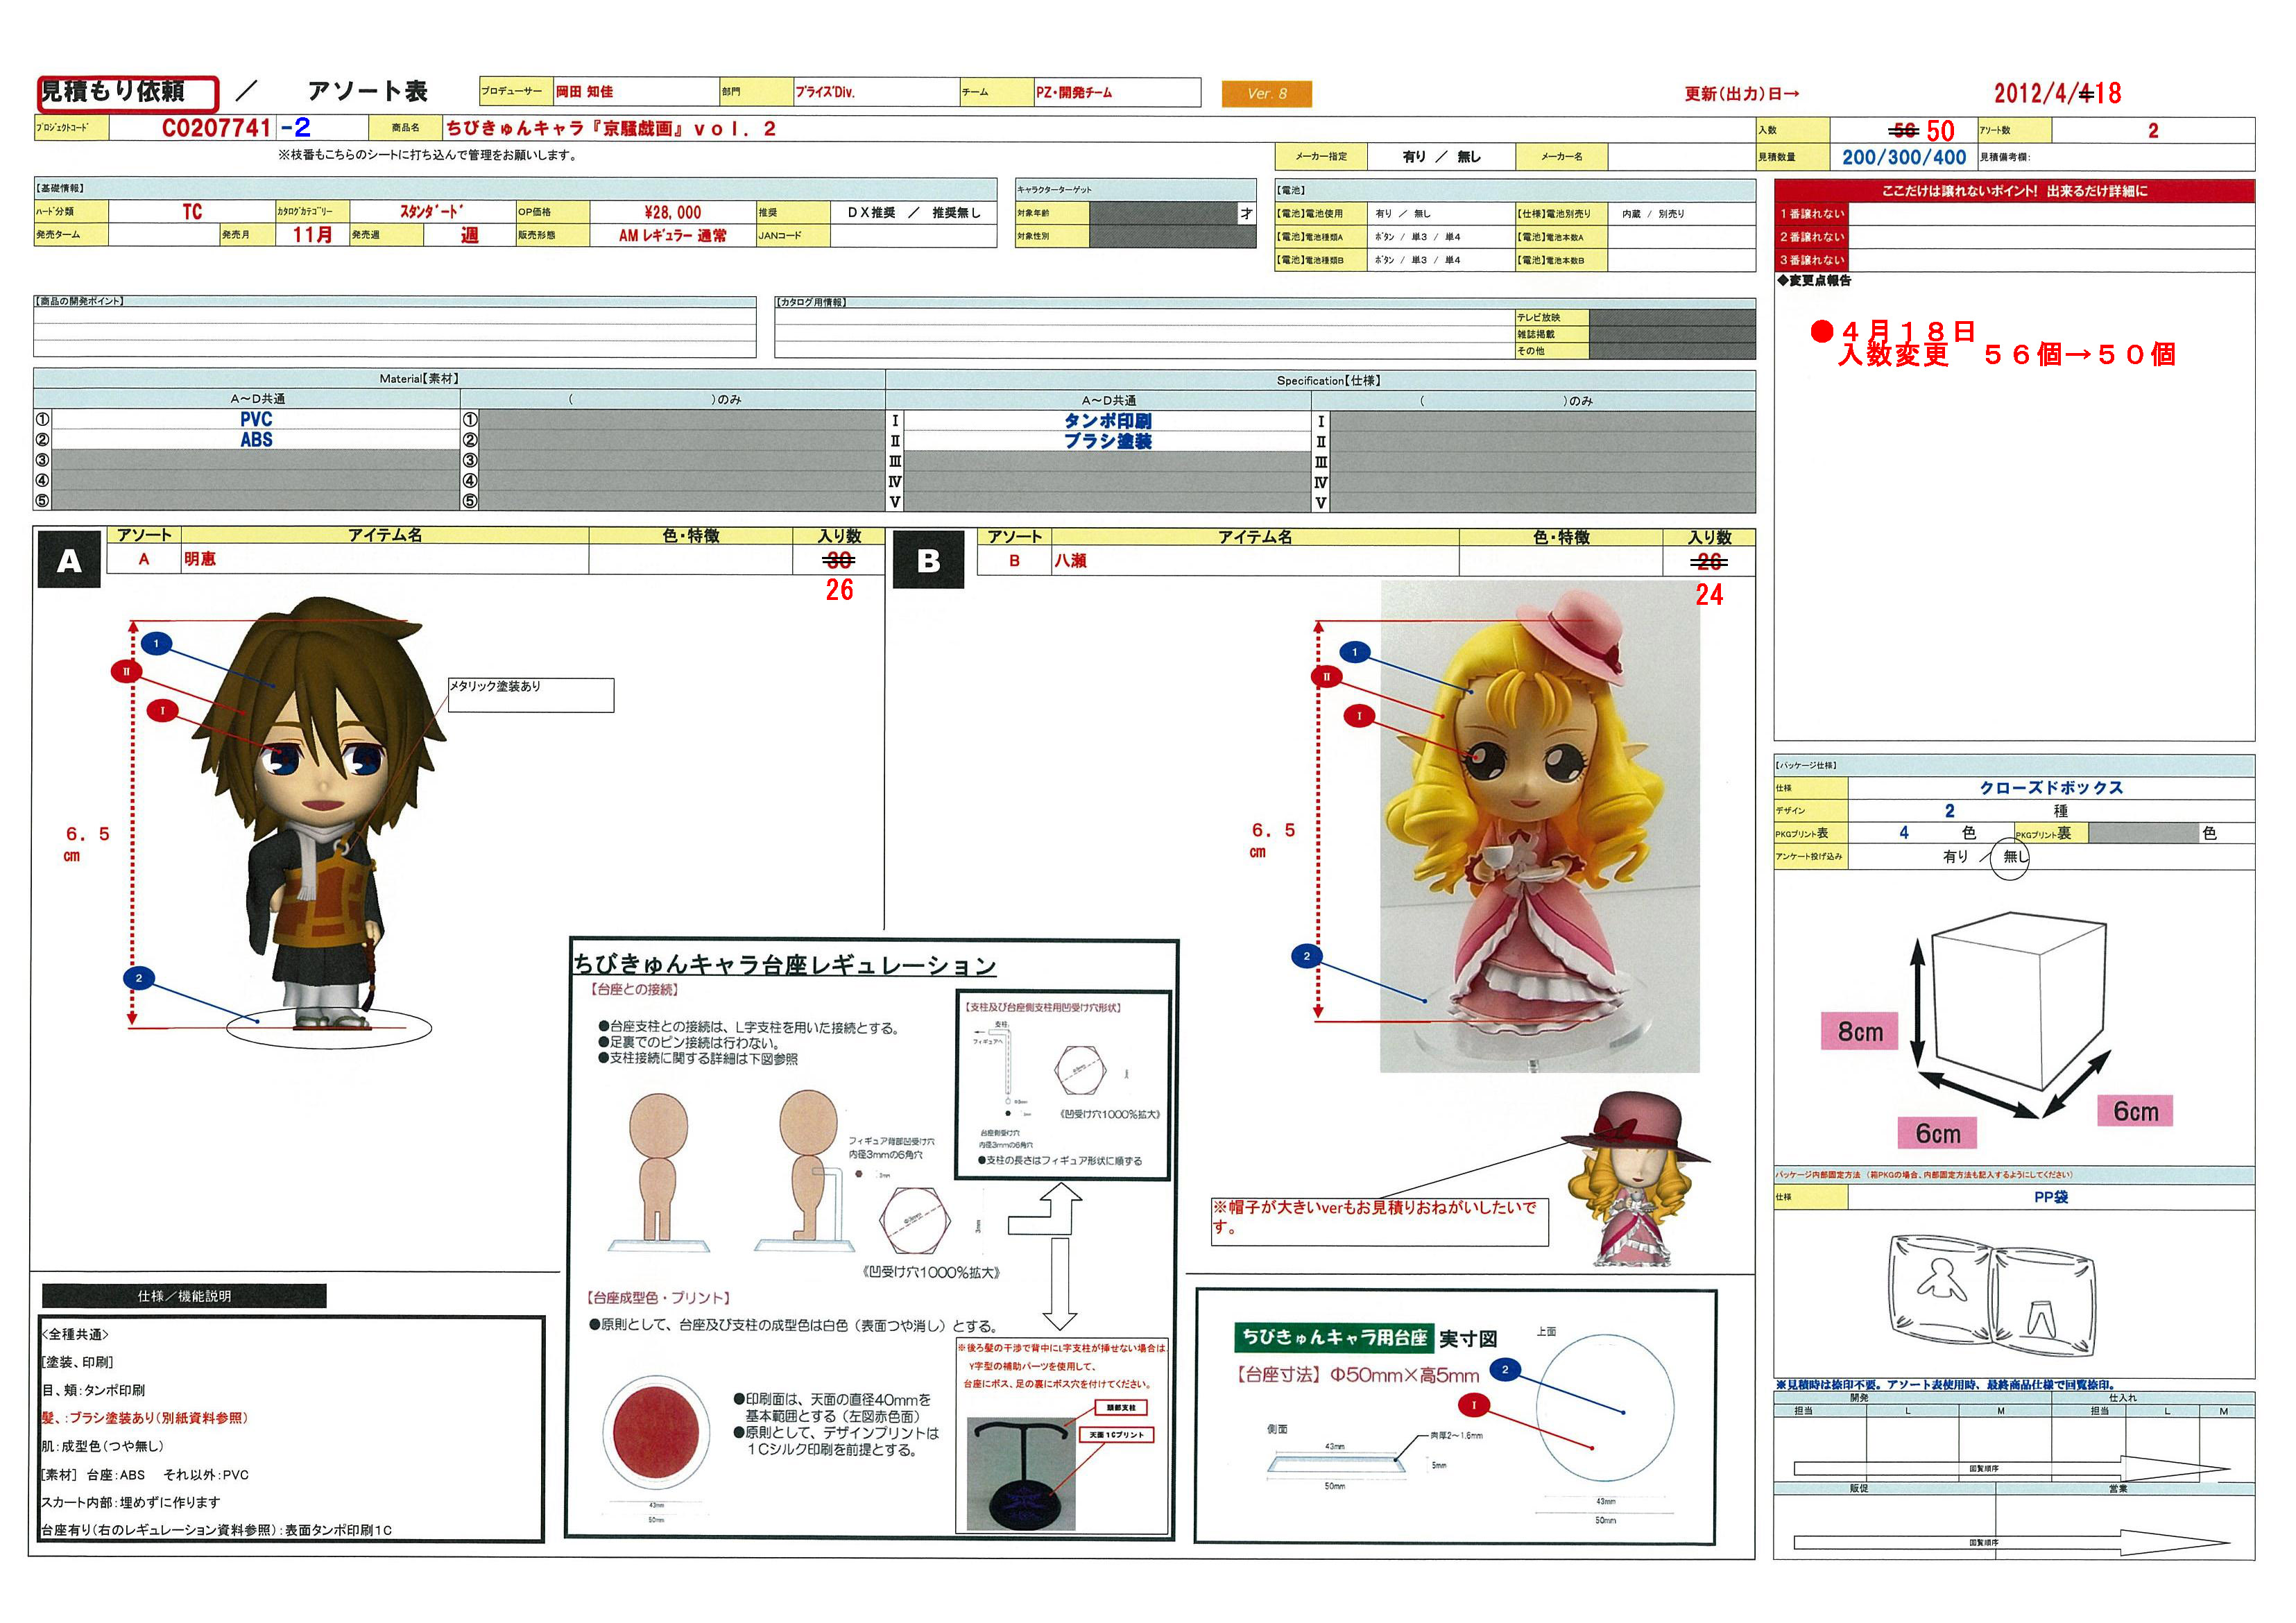 見積もり依頼 ／ アソート表
プロデューサー 岡田 知佳 部門 プライズDiv. チーム PZ・開発チーム
Ver. 8
更新(出力)日→ 2012/4/4 18
プロジェクトコード C0207741 -2 商品名 ちびきゅんキャラ『京騒戯画』vol．2
入数 56 50 アソート数 2
※枝番もこちらのシートに打ち込んで管理をお願いします。
メーカー指定 有り ／ 無し メーカー名
見積数量 200/300/400 見積備考欄:
【基礎情報】
ハード分類 TC カタログカテゴリー スタンダード OP価格 ¥28,000 推奨 DX推奨 ／ 推奨無し
発売ターム 発売月 11月 発売週 週 販売形態 AM レギュラー 通常 JANコード
キャラクターターゲット
対象年齢 才
対象性別
【電池】
【電池】電池使用 有り ／ 無し 【仕様】電池別売り 内蔵 / 別売り
【電池】電池種類A ボタン / 単3 / 単4 【電池】電池本数A
【電池】電池種類B ボタン / 単3 / 単4 【電池】電池本数B
ここだけは譲れないポイント! 出来るだけ詳細に
1番譲れない
2番譲れない
3番譲れない
◆変更点報告
●4月18日
入数変更 56個→50個
【商品の開発ポイント】
【カタログ用情報】
テレビ放映
雑誌掲載
その他
Material【素材】
Specification【仕様】
A～D共通 ( )のみ A～D共通 ( )のみ
① PVC ① Ⅰ タンポ印刷 Ⅰ
② ABS ② Ⅱ ブラシ塗装 Ⅱ
③ ③ Ⅲ Ⅲ
④ ④ Ⅳ Ⅳ
⑤ ⑤ Ⅴ Ⅴ
A
アソート アイテム名 色・特徴 入り数
A 明恵 30
26
1
Ⅱ
Ⅰ
メタリック塗装あり
6．5
cm
2
B
アソート アイテム名 色・特徴 入り数
B 八瀬 26
24
1
Ⅱ
Ⅰ
6．5
cm
2
※帽子が大きいverもお見積りおねがいしたいで
す。
ちびきゅんキャラ台座レギュレーション
【台座との接続】
●台座支柱との接続は、L字支柱を用いた接続とする。
●足裏でのピン接続は行わない。
●支柱接続に関する詳細は下図参照
フィギュア背部凹受け穴
内径3mmの6角穴
3mm
《凹受け穴1000%拡大》
【支柱及び台座側支柱用凹受け穴形状】
支柱
フィギュアへ
《凹受け穴1000%拡大》
台座側受け穴
内径3mmの6角穴
●支柱の長さはフィギュア形状に順ずる
【台座成型色・プリント】
●原則として、台座及び支柱の成型色は白色（表面つや消し）とする。
43mm
50mm
●印刷面は、天面の直径40mmを
基本範囲とする（左図赤色面）
●原則として、デザインプリントは
1Cシルク印刷を前提とする。
※後ろ髪の干渉で背中にL字支柱が挿せない場合は
Y字型の補助パーツを使用して、
台座にボス、足の裏にボス穴を付けてください。
頭部支柱
天面 1Cプリント
仕様／機能説明
<全種共通>
[塗装、印刷]
目、頬:タンポ印刷
髪、:ブラシ塗装あり(別紙資料参照)
肌:成型色(つや無し)
[素材] 台座:ABS それ以外:PVC
スカート内部:埋めずに作ります
台座有り(右のレギュレーション資料参照):表面タンポ印刷1C
ちびきゅんキャラ用台座 実寸図
【台座寸法】Φ50mm×高5mm
上面
2
Ⅰ
側面
43mm
肉厚2～1.6mm
5mm
50mm
43mm
50mm
【パッケージ仕様】
仕様 クローズドボックス
デザイン 2 種
PKGプリント表 4 色 PKGプリント裏 色
アンケート投げ込み 有り ／ 無し
8cm
6cm
6cm
パッケージ内部固定方法 (箱PKGの場合、内部固定方法も記入するようにしてください)
仕様 PP袋
※見積時は捺印不要。アソート表使用時、最終商品仕様で回覧捺印。
開発 仕入れ
担当 L M 担当 L M
回覧順序
販促 営業
回覧順序